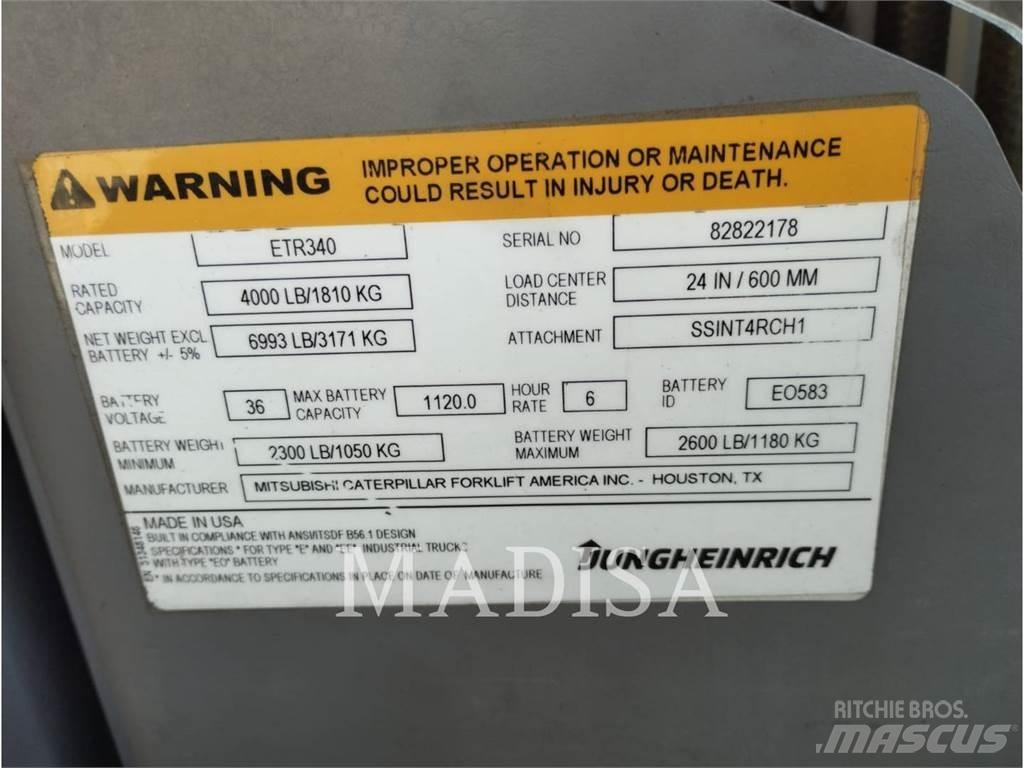 WARNING
IMPROPER OPERATION OR MAINTENANCE
COULD RESULT IN INJURY OR DEATH.
MODEL ETR340 SERIAL NO 82822178
RATED CAPACITY 4000 LB/1810 KG LOAD CENTER DISTANCE 24 IN / 600 MM
NET WEIGHT EXCL BATTERY +/- 5% 6993 LB/3171 KG ATTACHMENT SSINT4RCH1
BATTERY VOLTAGE 36 MAX BATTERY CAPACITY 1120.0 HOUR RATE 6 BATTERY ID EO583
BATTERY WEIGHT MINIMUM 2300 LB/1050 KG BATTERY WEIGHT MAXIMUM 2600 LB/1180 KG
MANUFACTURER MITSUBISHI CATERPILLAR FORKLIFT AMERICA INC. - HOUSTON, TX
MADE IN USA
BUILT IN COMPLIANCE WITH ANSI/ITSDF B56.1 DESIGN
SPECIFICATIONS * FOR TYPE "E" AND "EE" INDUSTRIAL TRUCKS
WITH TYPE "EO" BATTERY
* IN ACCORDANCE TO SPECIFICATIONS IN PLACE ON DATE OF MANUFACTURE
JUNGHEINRICH
MADISA
RITCHIE BROS.
MASCUS